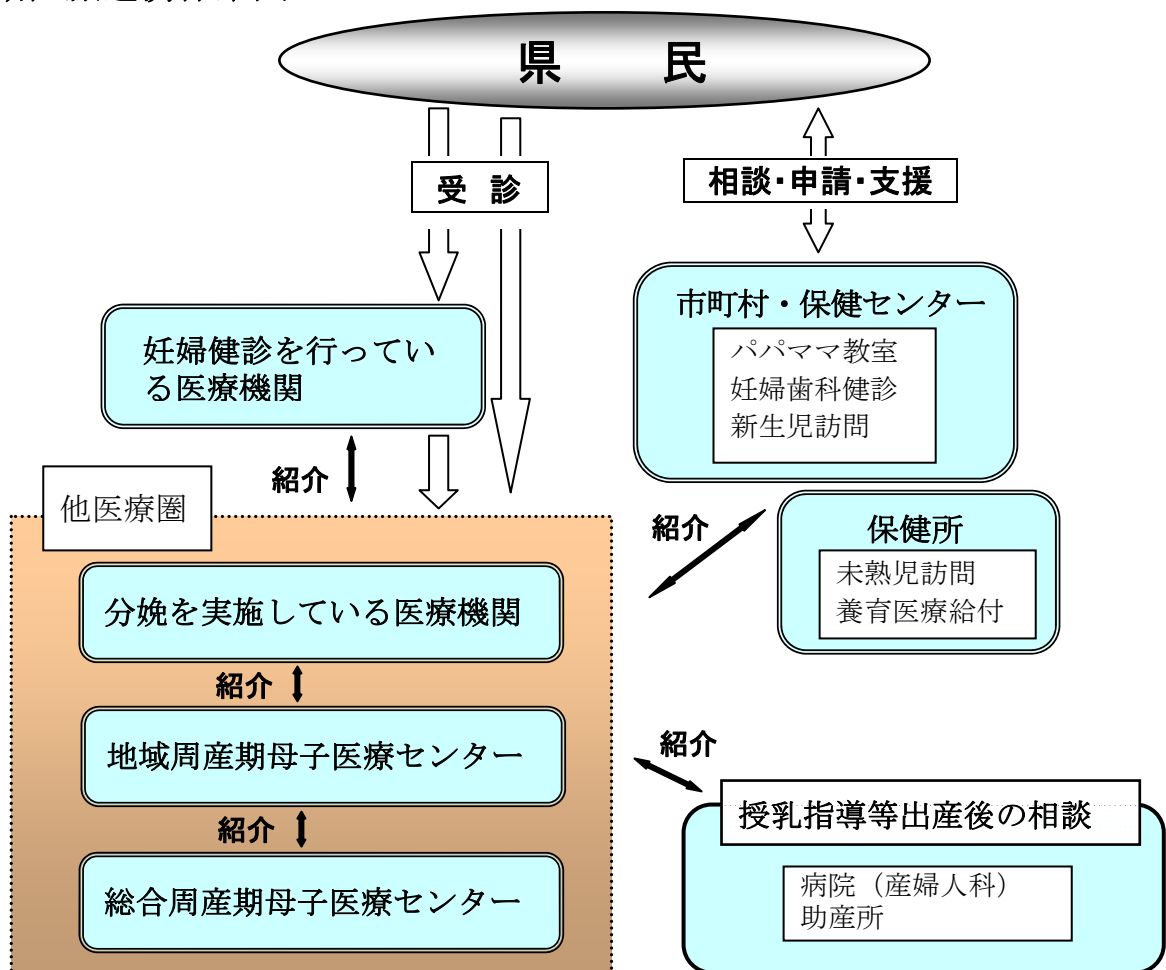 県 民
受 診
相談・申請・支援
市町村・保健センター
パパママ教室
妊婦歯科健診
新生児訪問
妊婦健診を行ってい
る医療機関
紹介
他医療圏
紹介
保健所
未熟児訪問
養育医療給付
分娩を実施している医療機関
紹介
地域周産期母子医療センター
紹介
総合周産期母子医療センター
紹介
授乳指導等出産後の相談
病院（産婦人科）
助産所